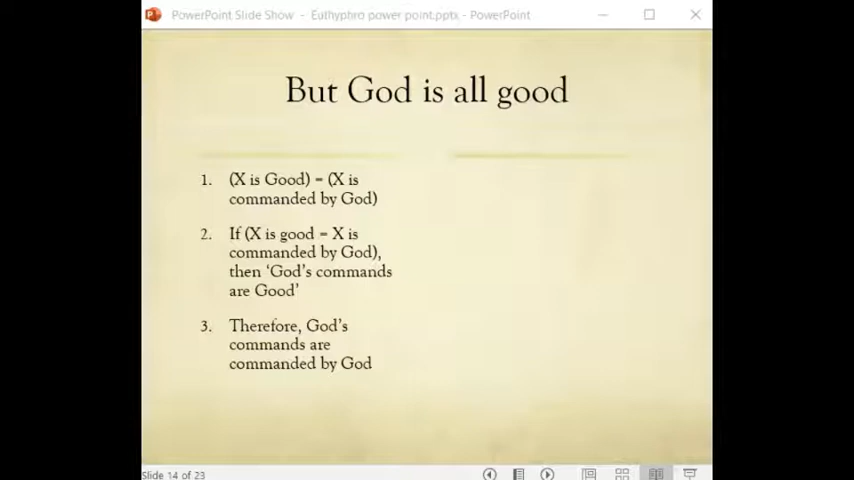 PowerPoint Slide Show - Euthyphro power point.pptx - PowerPoint
But God is all good
1. (X is Good) = (X is
commanded by God)
2. If (X is good = X is
commanded by God),
then ‘God’s commands
are Good’
3. Therefore, God’s
commands are
commanded by God
Slide 14 of 23